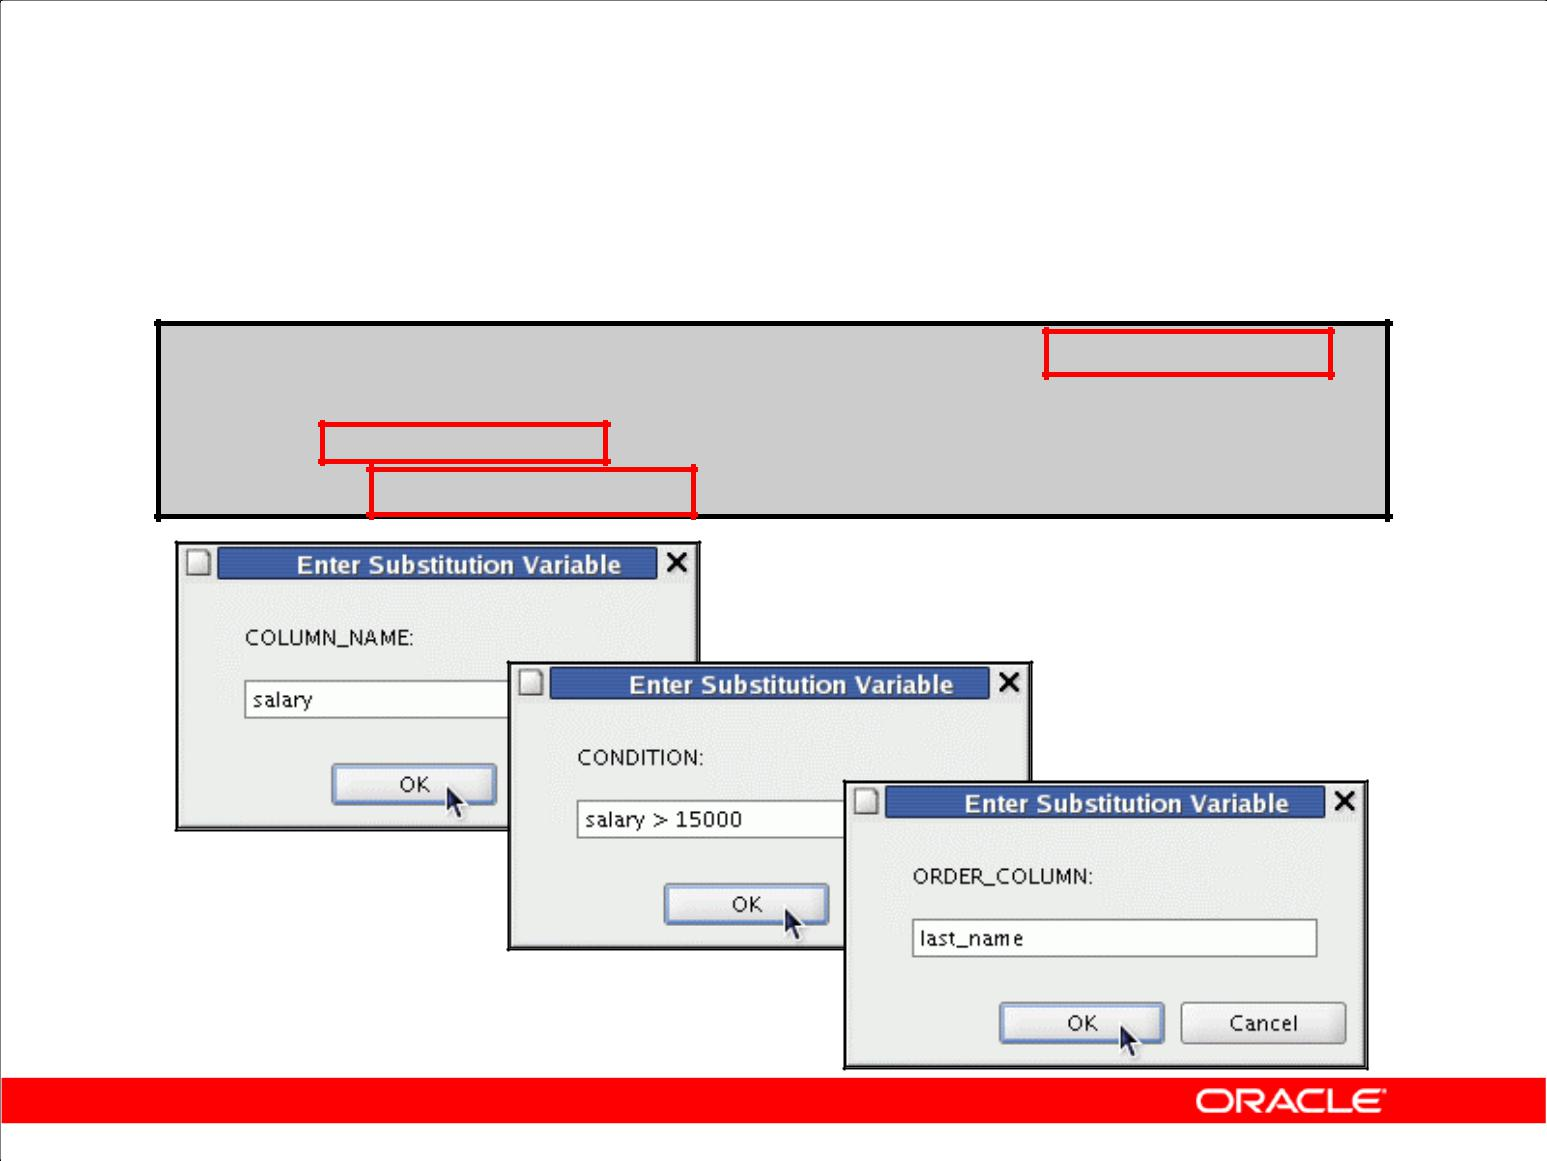 Enter Substitution Variable
COLUMN_NAME:
salary
OK
Enter Substitution Variable
CONDITION:
salary > 15000
OK
Enter Substitution Variable
ORDER_COLUMN:
last_name
OK
Cancel
ORACLE